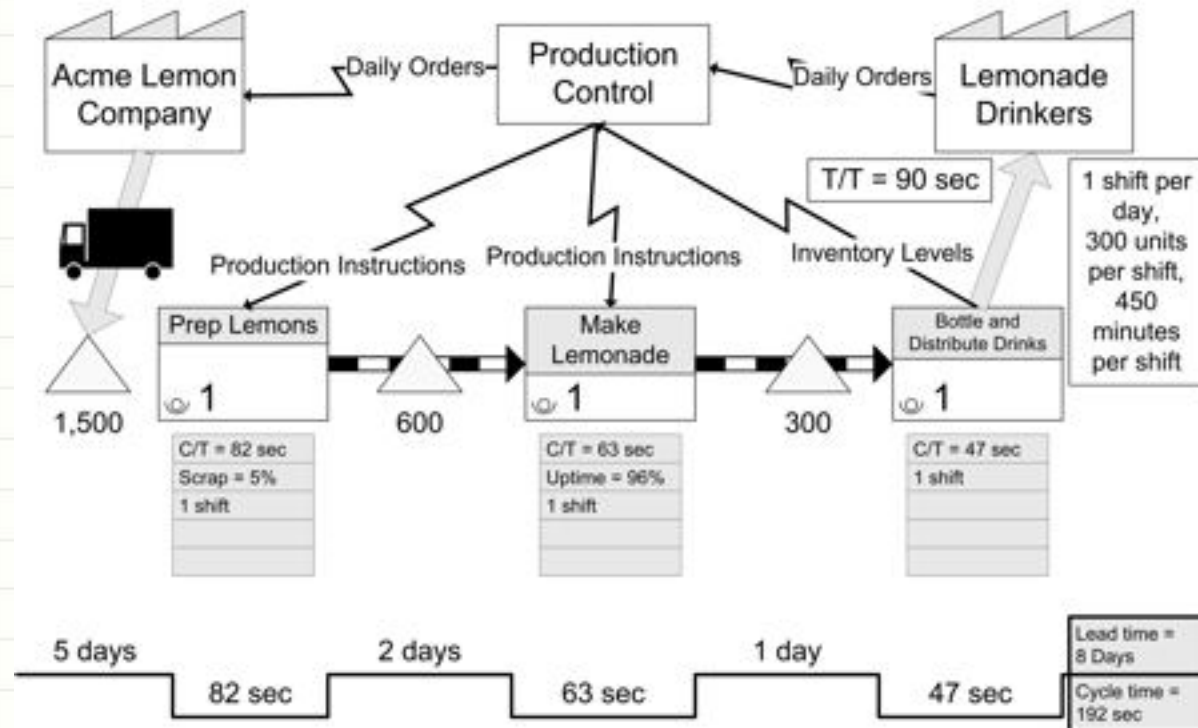 Acme Lemon
Company
Daily Orders
Production
Control
Daily Orders
Lemonade
Drinkers
T/T = 90 sec
1 shift per
day,
300 units
per shift,
450
minutes
per shift
Production Instructions
Production Instructions
Inventory Levels
Prep Lemons
1
Make
Lemonade
1
Bottle and
Distribute Drinks
1
1,500
600
300
C/T = 82 sec
Scrap = 5%
1 shift
C/T = 63 sec
Uptime = 96%
1 shift
C/T = 47 sec
1 shift
5 days
82 sec
2 days
63 sec
1 day
47 sec
Lead time =
8 Days
Cycle time =
192 sec